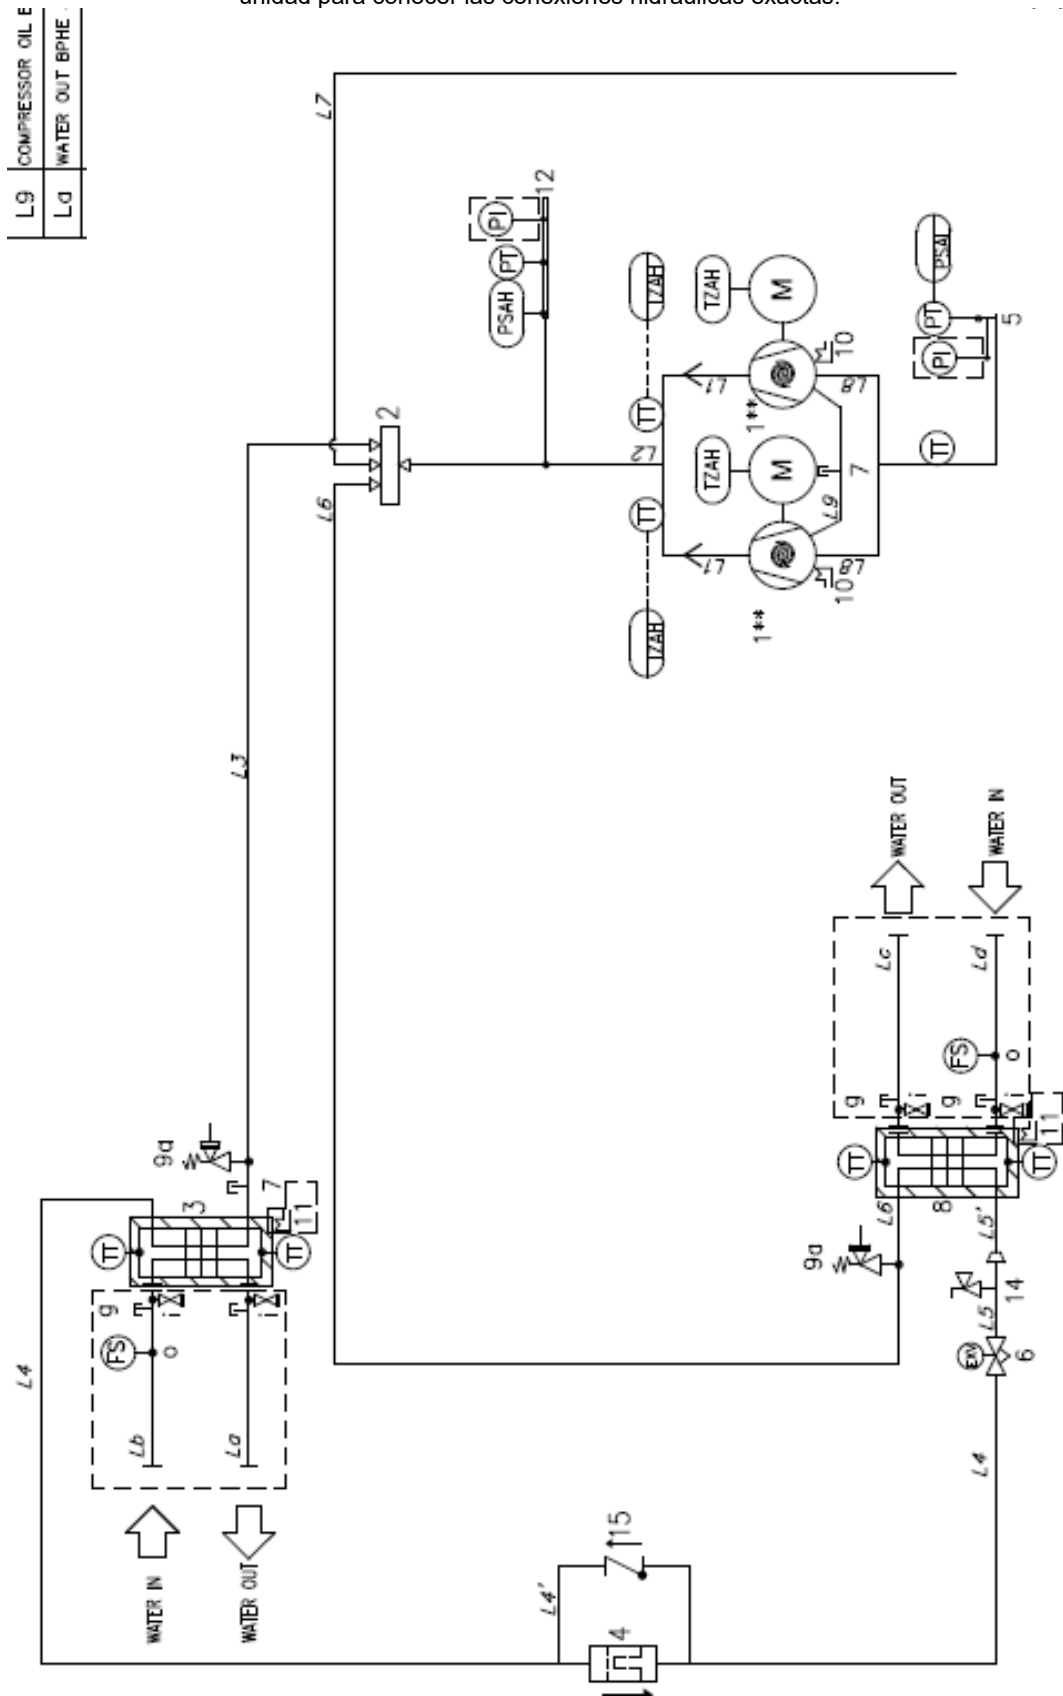 unidad para conocer las conexiones hidráulicas exactas.
L9 COMPRESSOR OIL E
La WATER OUT BPHE
L7
12
PI
PT
PSAH
2
L6
L3
TZAH
TZAH
M
TT
L1
10
L8
1**
L2
TZAH
M
7
L9
TT
L1
10
L8
1**
TZAH
PSAL
PT
PI
5
TT
WATER OUT
WATER IN
Lc
Ld
FS
o
g
i
g
i
11
TT
TT
8
L6
L5'
9a
14
L5
EXV
6
L4
9a
7
3
11
TT
TT
g
i
i
FS
o
Lb
La
L4
WATER IN
WATER OUT
15
L4'
4